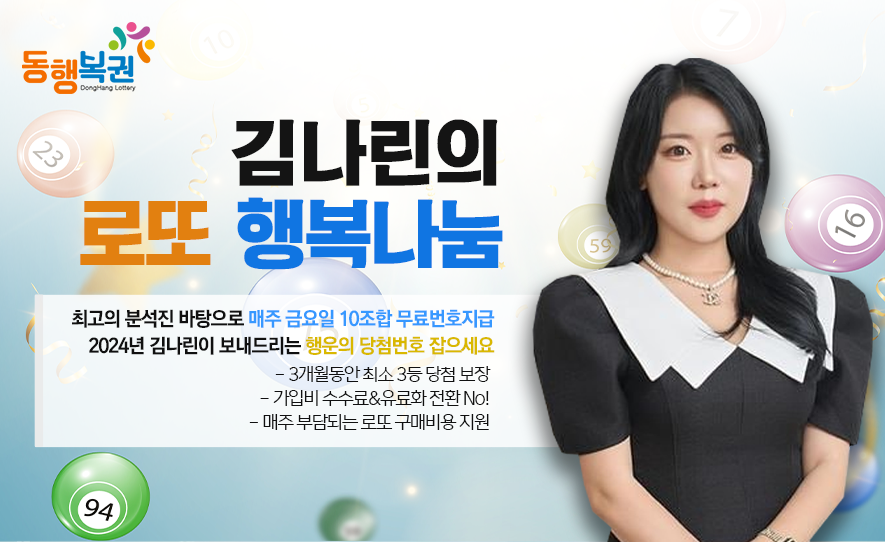 동행복권
DongHang Lottery
10
7
23
김나린의
로또 행복나눔
16
59
최고의 분석진 바탕으로 매주 금요일 10조합 무료번호지급
2024년 김나린이 보내드리는 행운의 당첨번호 잡으세요
- 3개월동안 최소 3등 당첨 보장
- 가입비 수수료&유료화 전환 No!
- 매주 부담되는 로또 구매비용 지원
94